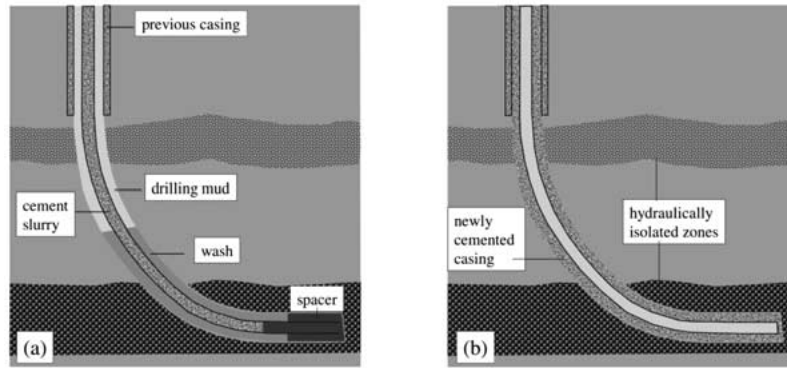 previous casing
drilling mud
cement
slurry
wash
spacer
(a)
newly
cemented
casing
hydraulically
isolated zones
(b)